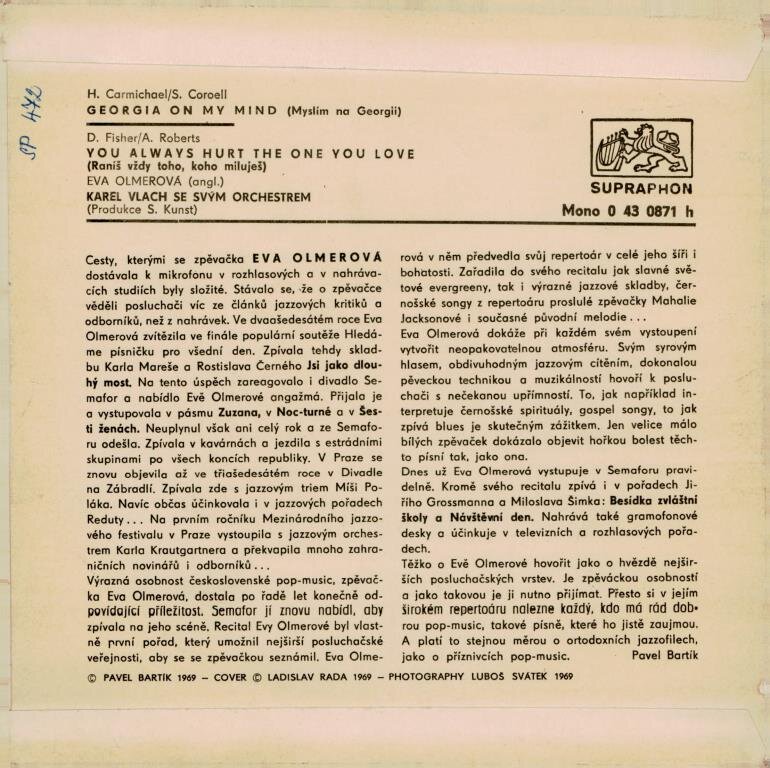 SP 472
H. Carmichael/S. Coroell
GEORGIA ON MY MIND (Myslím na Georgii)
D. Fisher/A. Roberts
YOU ALWAYS HURT THE ONE YOU LOVE
(Raníš vždy toho, koho miluješ)
EVA OLMEROVÁ (angl.)
KAREL VLACH SE SVÝM ORCHESTREM
(Produkce S. Kunst)
SUPRAPHON
Mono 0 43 0871 h
Cesty, kterými se zpěvačka EVA OLMEROVÁ
dostávala k mikrofonu v rozhlasových a v nahráva-
cích studiích byly složité. Stávalo se, že o zpěvačce
věděli posluchači víc ze článků jazzových kritiků a
odborníků, než z nahrávek. Ve dvaašedesátém roce Eva
Olmerová zvítězila ve finále populární soutěže Hledá-
me písničku pro všední den. Zpívala tehdy sklad-
bu Karla Mareše a Rostislava Černého Jsi jako dlou-
hý most. Na tento úspěch zareagovalo i divadlo Se-
mafor a nabídlo Evě Olmerové angažmá. Přijala je
a vystupovala v pásmu Zuzana, v Noc-turné a v Šes-
ti ženách. Neuplynul však ani celý rok a ze Semafo-
ru odešla. Zpívala v kavárnách a jezdila s estrádními
skupinami po všech koncích republiky. V Praze se
znovu objevila až ve třiašedesátém roce v Divadle
na Zábradlí. Zpívala zde s jazzovým triem Míši Po-
láka. Navíc občas účinkovala i v jazzových pořadech
Reduty... Na prvním ročníku Mezinárodního jazzo-
vého festivalu v Praze vystoupila s jazzovým orches-
trem Karla Krautgartnera a překvapila mnoho zahra-
ničních novinářů i odborníků...
Výrazná osobnost československé pop-music, zpěvač-
ka Eva Olmerová, dostala po řadě let konečně od-
povídající příležitost. Semafor jí znovu nabídl, aby
zpívala na jeho scéně. Recital Evy Olmerové byl vlast-
ně první pořad, který umožnil nejširší posluchačské
veřejnosti, aby se se zpěvačkou seznámil. Eva Olme-
rová v něm předvedla svůj repertoár v celé jeho šíři i
bohatosti. Zařadila do svého recitalu jak slavné svě-
tové evergreeny, tak i výrazné jazzové skladby, čer-
nošské songy z repertoáru proslulé zpěvačky Mahalie
Jacksonové i současné původní melodie...
Eva Olmerová dokáže při každém svém vystoupení
vytvořit neopakovatelnou atmosféru. Svým syrovým
hlasem, obdivuhodným jazzovým cítěním, dokonalou
pěveckou technikou a muzikálností hovoří k poslu-
chači s nečekanou upřímností. To, jak například in-
terpretuje černošské spirituály, gospel songy, to jak
zpívá blues je skutečným zážitkem. Jen velice málo
bílých zpěvaček dokázalo objevit hořkou bolest těch-
to písní tak, jako ona.
Dnes už Eva Olmerová vystupuje v Semaforu pravi-
delně. Kromě svého recitalu zpívá i v pořadech Ji-
řího Grossmanna a Miloslava Šimka: Besídka zvláštní
školy a Návštěvní den. Nahrává také gramofonové
desky a účinkuje v televizních a rozhlasových pořa-
dech.
Těžko o Evě Olmerové hovořit jako o hvězdě nejšir-
ších posluchačských vrstev. Je zpěváckou osobností
a jako takovou je ji nutno přijímat. Přesto si v jejím
širokém repertoáru nalezne každý, kdo má rád dob-
rou pop-music, takové písně, které ho jistě zaujmou.
A platí to stejnou měrou o ortodoxních jazzofilech,
jako o příznivcích pop-music. Pavel Bartík
© PAVEL BARTÍK 1969 – COVER © LADISLAV RADA 1969 – PHOTOGRAPHY LUBOŠ SVÁTEK 1969